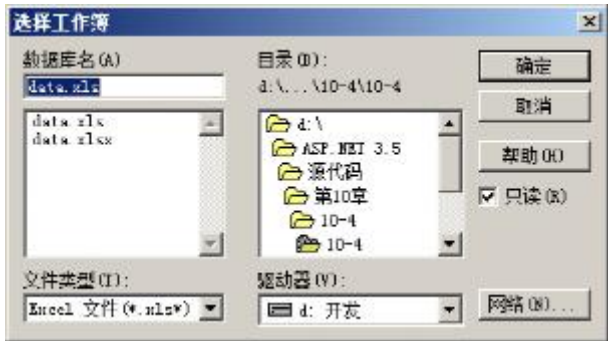 选择工作簿
数据库名(A)
data.xls
data.xls
data.xlsx
文件类型(T):
Excel 文件(*.xls*)
目录(D):
d:\...\10-4\10-4
d:\
ASP.NET 3.5
源代码
第10章
10-4
10-4
驱动器(V):
d: 开发
确定
取消
帮助(H)
只读(R)
网络(N)...